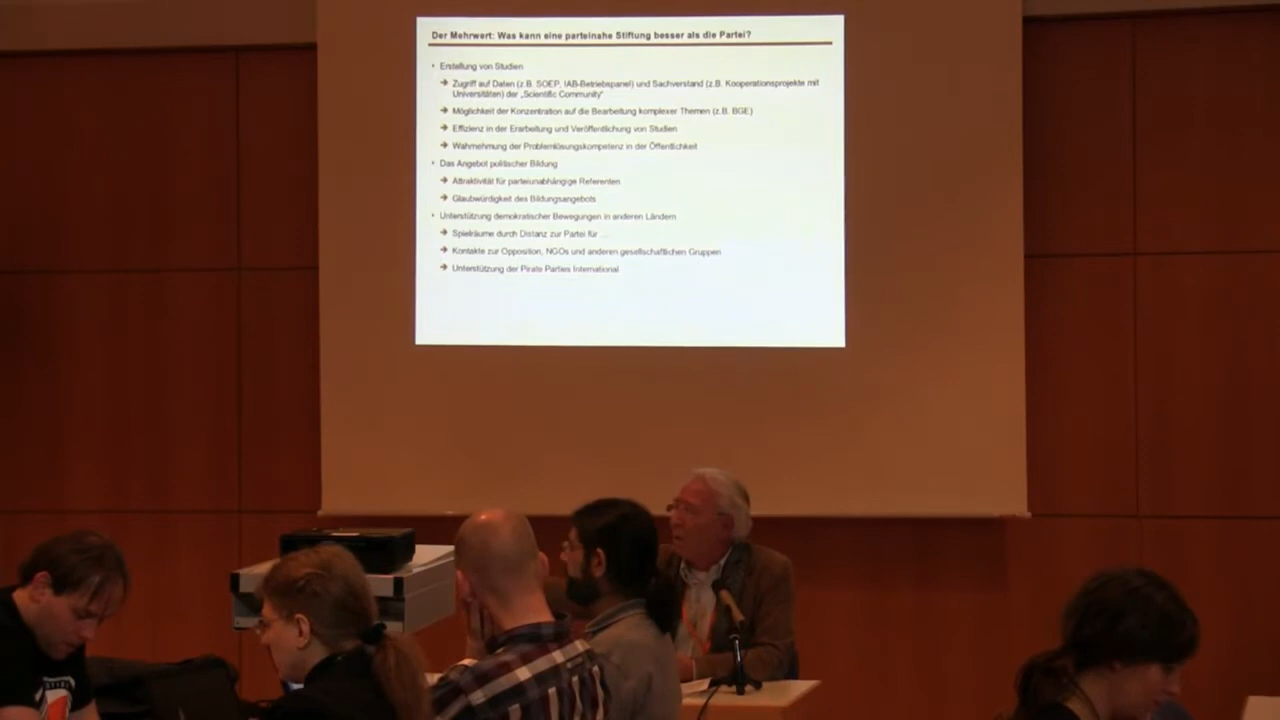 Der Mehrwert: Was kann eine parteinahe Stiftung besser als die Partei?
Erstellung von Studien
Zugriff auf Daten (z.B. SOEP, IAB-Betriebspanel) und Sachverstand (z.B. Kooperationsprojekte mit
Universitäten) der „Scientific Community"
Möglichkeit der Konzentration auf die Bearbeitung komplexer Themen (z.B. BGE)
Effizienz in der Erarbeitung und Veröffentlichung von Studien
Wahrnehmung der Problemlösungskompetenz in der Öffentlichkeit
Das Angebot politischer Bildung
Attraktivität für parteiunabhängige Referenten
Glaubwürdigkeit des Bildungsangebots
Unterstützung demokratischer Bewegungen in anderen Ländern
Spielräume durch Distanz zur Partei für ...
Kontakte zur Opposition, NGOs und anderen gesellschaftlichen Gruppen
Unterstützung der Pirate Parties International